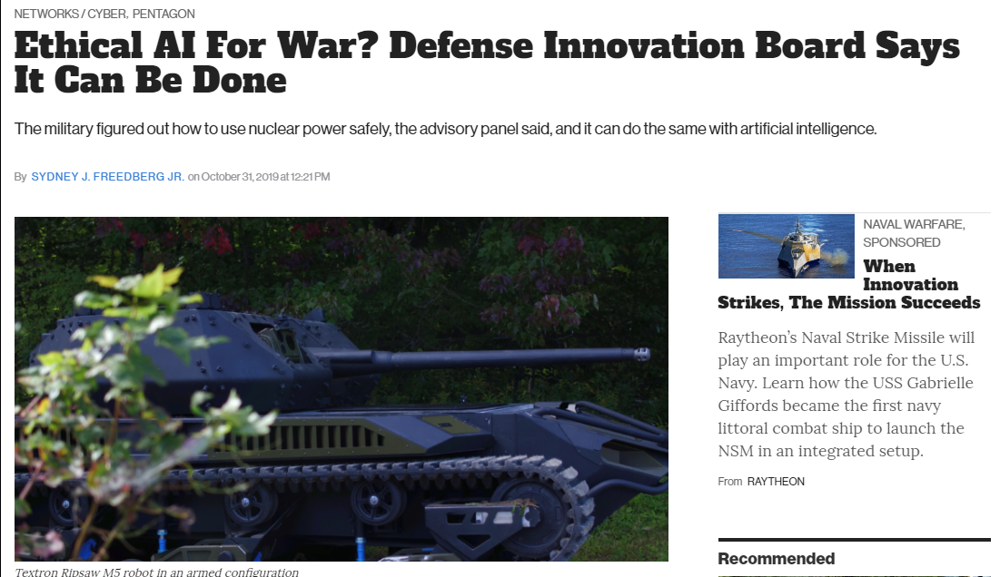 NETWORKS / CYBER, PENTAGON
Ethical AI For War? Defense Innovation Board Says
It Can Be Done
The military figured out how to use nuclear power safely, the advisory panel said, and it can do the same with artificial intelligence.
By SYDNEY J. FREEDBERG JR. on October 31, 2019 at 12:21 PM
Textron Ripsaw M5 robot in an armed configuration
NAVAL WARFARE,
SPONSORED
When
Innovation
Strikes, The Mission Succeeds
Raytheon’s Naval Strike Missile will
play an important role for the U.S.
Navy. Learn how the USS Gabrielle
Giffords became the first navy
littoral combat ship to launch the
NSM in an integrated setup.
From RAYTHEON
Recommended